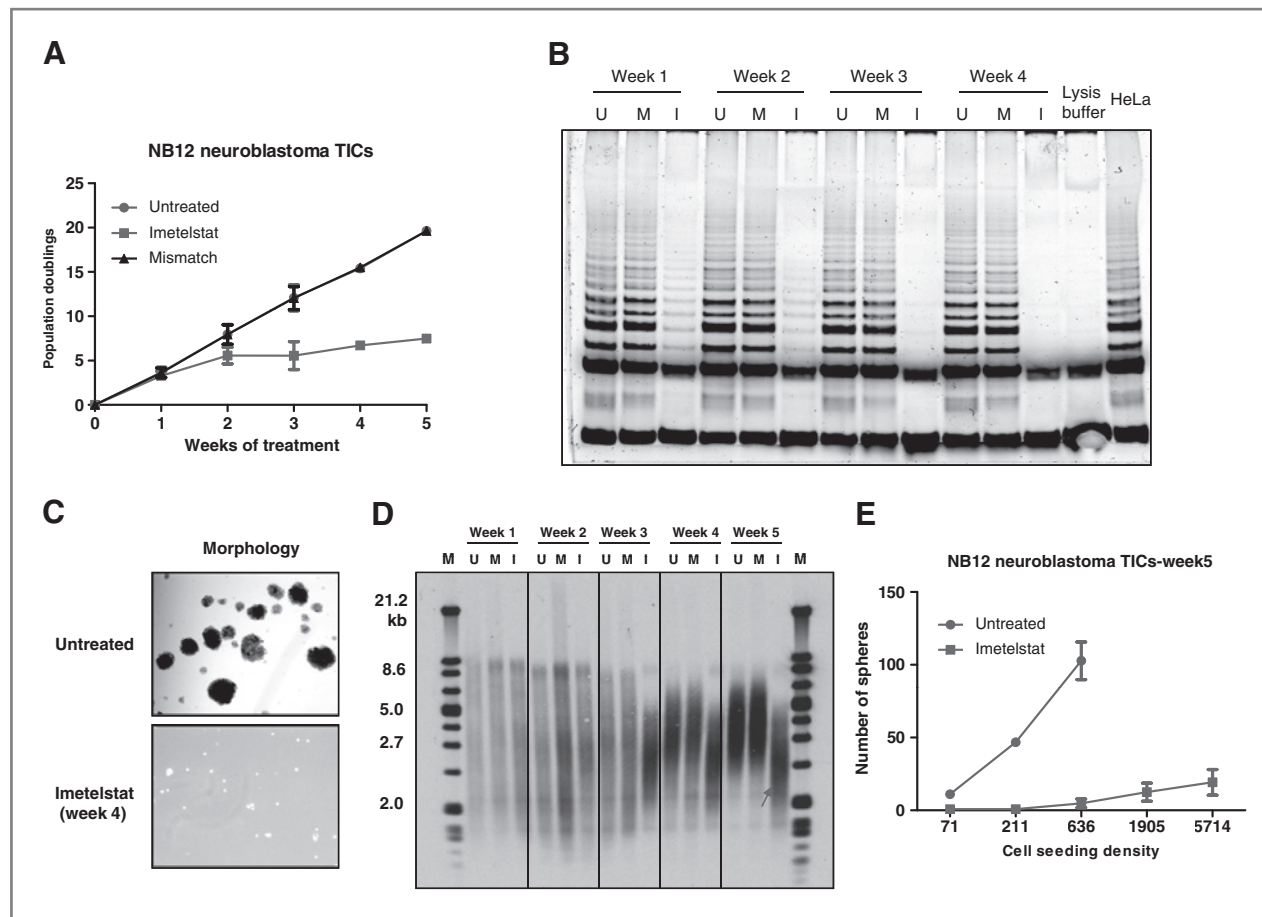 A
NB12 neuroblastoma TICs
Population doublings
25
20
15
10
5
0
Untreated
Imetelstat
Mismatch
0 1 2 3 4 5
Weeks of treatment
B
Week 1 Week 2 Week 3 Week 4 Lysis buffer HeLa
U M I U M I U M I U M I
C
Morphology
Untreated
Imetelstat
(week 4)
D
Week 1 Week 2 Week 3 Week 4 Week 5
M U M I U M I U M I U M I U M I M
21.2
kb
8.6
5.0
2.7
2.0
E
NB12 neuroblastoma TICs-week5
Number of spheres
150
100
50
0
Untreated
Imetelstat
71 211 636 1905 5714
Cell seeding density